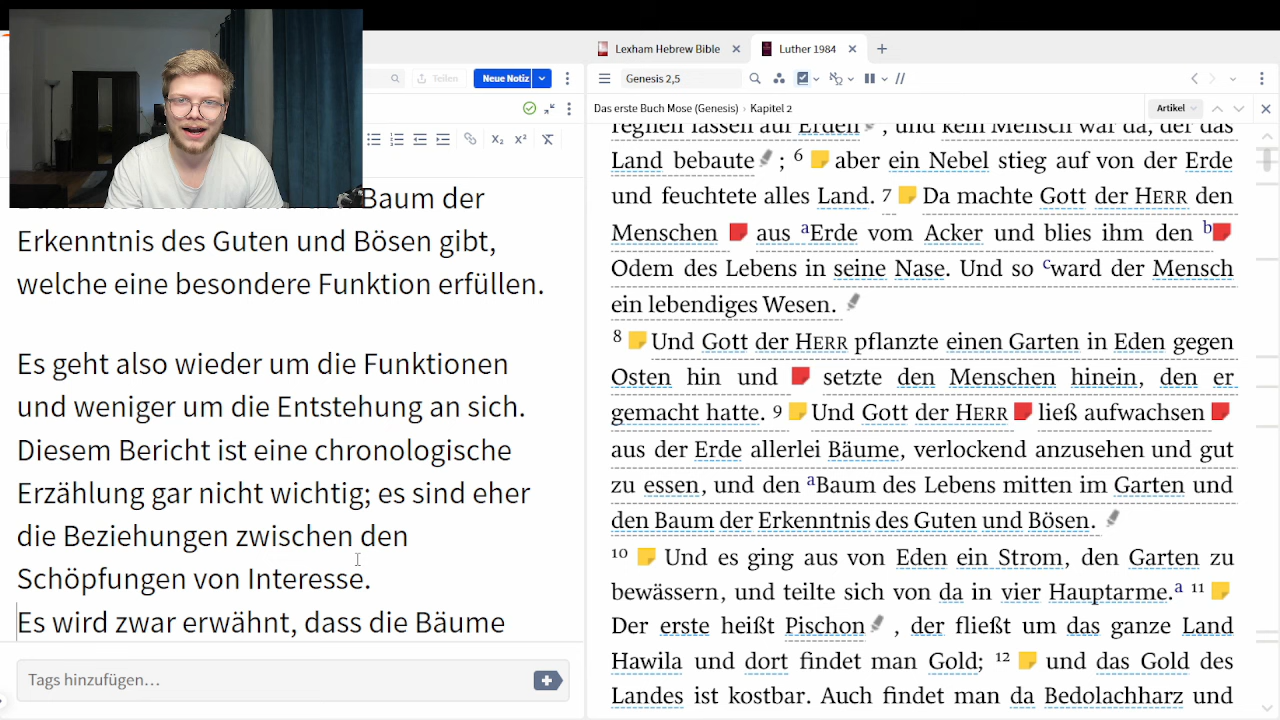 Lexham Hebrew Bible
Luther 1984
Teilen
Neue Notiz
Genesis 2,5
Das erste Buch Mose (Genesis) › Kapitel 2
Artikel
Baum der
Erkenntnis des Guten und Bösen gibt,
welche eine besondere Funktion erfüllen.
Es geht also wieder um die Funktionen
und weniger um die Entstehung an sich.
Diesem Bericht ist eine chronologische
Erzählung gar nicht wichtig; es sind eher
die Beziehungen zwischen den
Schöpfungen von Interesse.
Es wird zwar erwähnt, dass die Bäume
Tags hinzufügen…
regnen lassen auf Erden, und kein Mensch war da, der das
Land bebaute; 6 aber ein Nebel stieg auf von der Erde
und feuchtete alles Land. 7 Da machte Gott der HERR den
Menschen aus aErde vom Acker und blies ihm den b
Odem des Lebens in seine Nase. Und so cward der Mensch
ein lebendiges Wesen.
8 Und Gott der HERR pflanzte einen Garten in Eden gegen
Osten hin und setzte den Menschen hinein, den er
gemacht hatte. 9 Und Gott der HERR ließ aufwachsen
aus der Erde allerlei Bäume, verlockend anzusehen und gut
zu essen, und den aBaum des Lebens mitten im Garten und
den Baum der Erkenntnis des Guten und Bösen.
10 Und es ging aus von Eden ein Strom, den Garten zu
bewässern, und teilte sich von da in vier Hauptarme.a 11
Der erste heißt Pischon, der fließt um das ganze Land
Hawila und dort findet man Gold; 12 und das Gold des
Landes ist kostbar. Auch findet man da Bedolachharz und